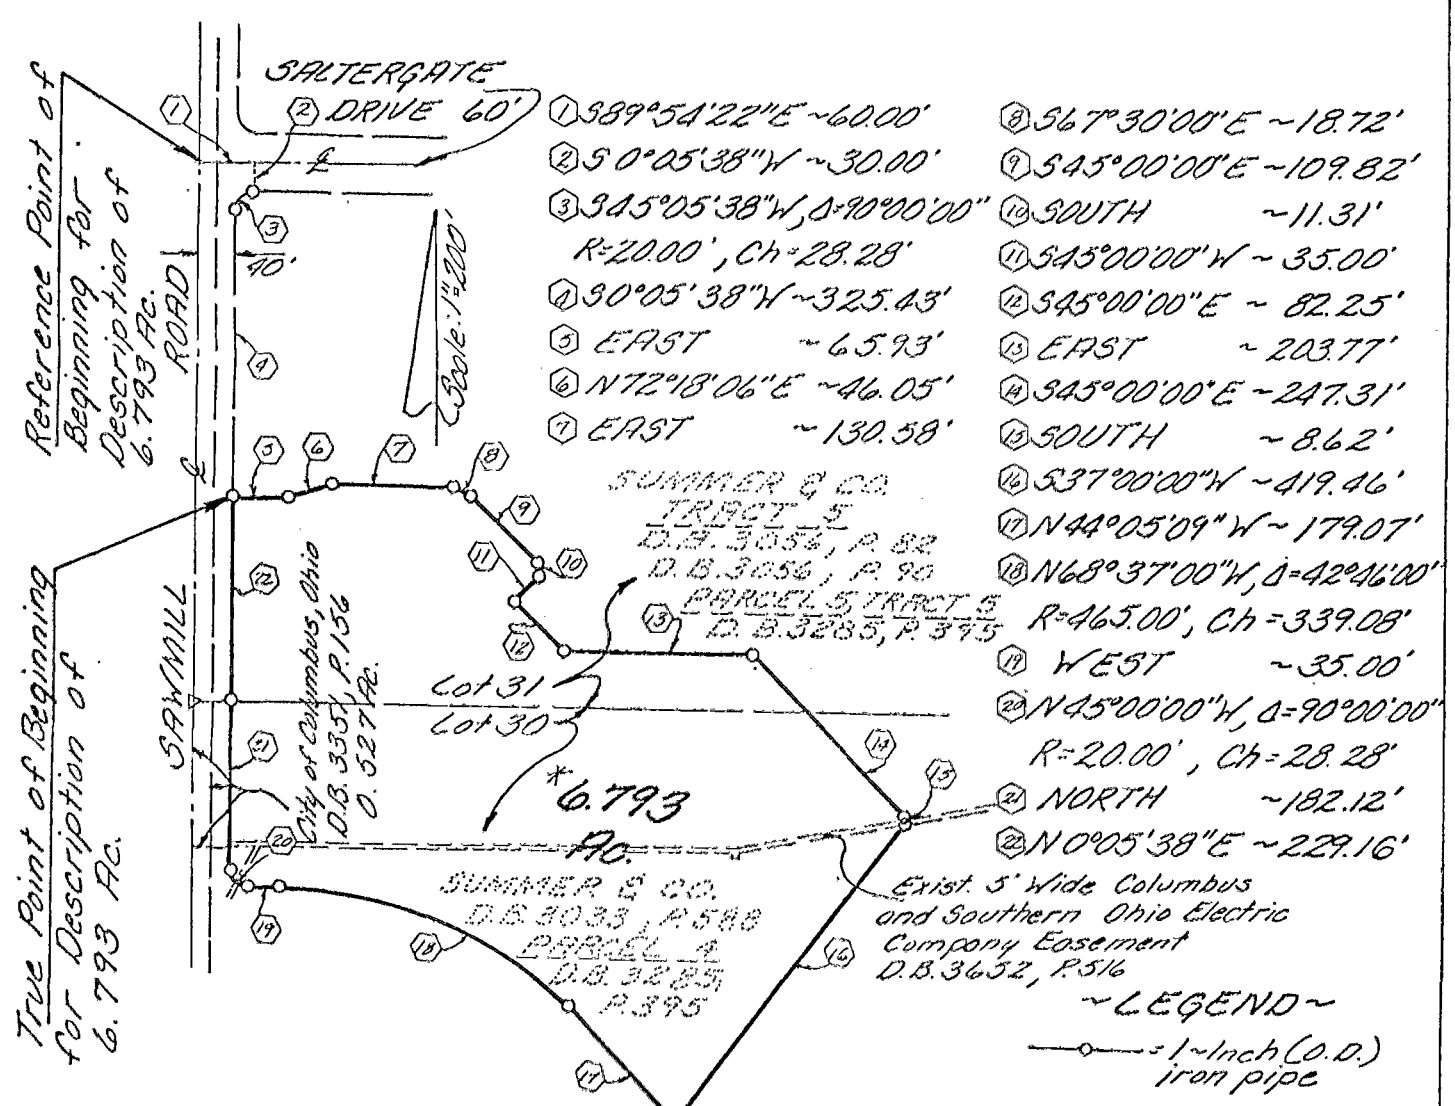 SALTERGATE
DRIVE 60'
Reference Point of
Beginning for
Description of
6.793 Ac.
ROAD
40'
Scale: 1"=200'
① S89°54'22"E ~60.00'
② S 0°05'38"W ~30.00'
③ S45°05'38"W, Δ=90°00'00"
R=20.00', Ch=28.28'
④ S0°05'38"W ~325.43'
⑤ EAST ~65.93'
⑥ N72°18'06"E ~46.05'
⑦ EAST ~130.58'
⑧ S67°30'00"E ~18.72'
⑨ S45°00'00"E ~109.82'
⑩ SOUTH ~11.31'
⑪ S45°00'00"W ~35.00'
⑫ S45°00'00"E ~82.25'
⑬ EAST ~203.77'
⑭ S45°00'00"E ~247.31'
⑮ SOUTH ~8.62'
⑯ S37°00'00"W ~419.46'
⑰ N44°05'09"W ~179.07'
⑱ N68°37'00"W, Δ=42°46'00"
R=465.00', Ch=339.08'
⑲ WEST ~35.00'
⑳ N45°00'00"W, Δ=90°00'00"
R=20.00', Ch=28.28'
㉑ NORTH ~182.12'
㉒ N0°05'38"E ~229.16'
SUMMER & CO.
TRACT 5
D.B. 3056, P. 82
D.B. 3056, P. 90
PARCEL 5, TRACT 5
D.B. 3285, P. 395
True Point of Beginning
for Description of
6.793 Ac.
SAWMILL
City of Columbus, Ohio
D.B. 3351, P. 156
0.527 Ac.
Lot 31
Lot 30
*6.793
Ac.
SUMMER & CO.
D.B. 3033, P. 588
PARCEL A
D.B. 3285,
P. 395
Exist. 5' Wide Columbus
and Southern Ohio Electric
Company Easement
D.B. 3652, P. 516
~LEGEND~
= 1~Inch (O.D.)
iron pipe